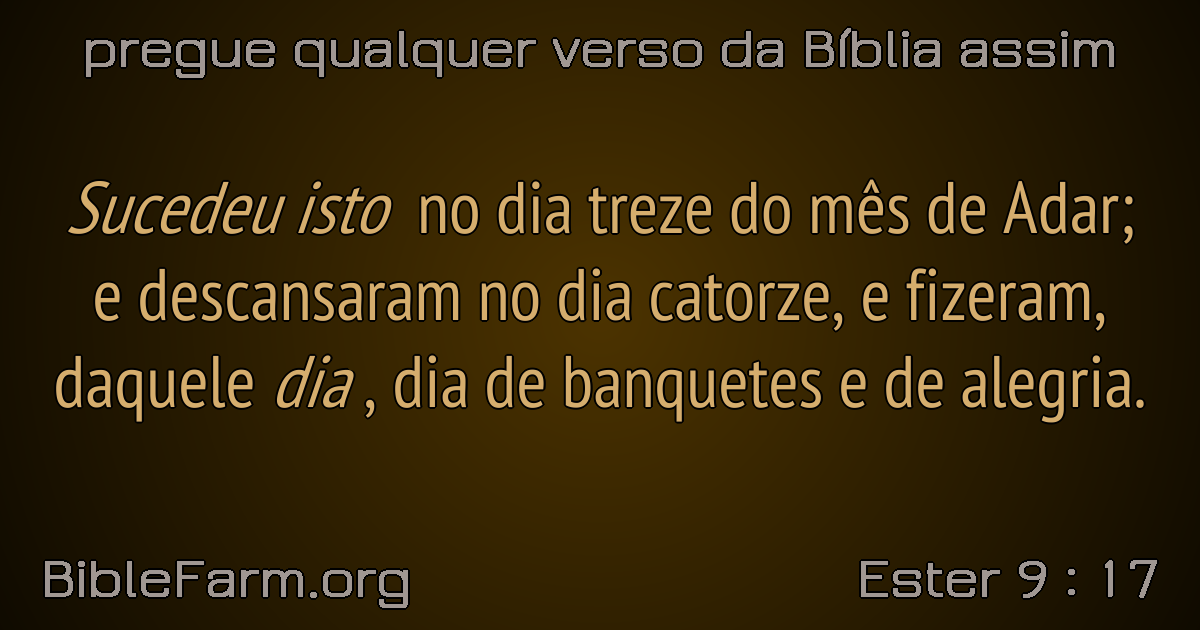 pregue qualquer verso da Bíblia assim
Sucedeu isto no dia treze do mês de Adar;
e descansaram no dia catorze, e fizeram,
daquele dia , dia de banquetes e de alegria.
BibleFarm.org
Ester 9 : 17